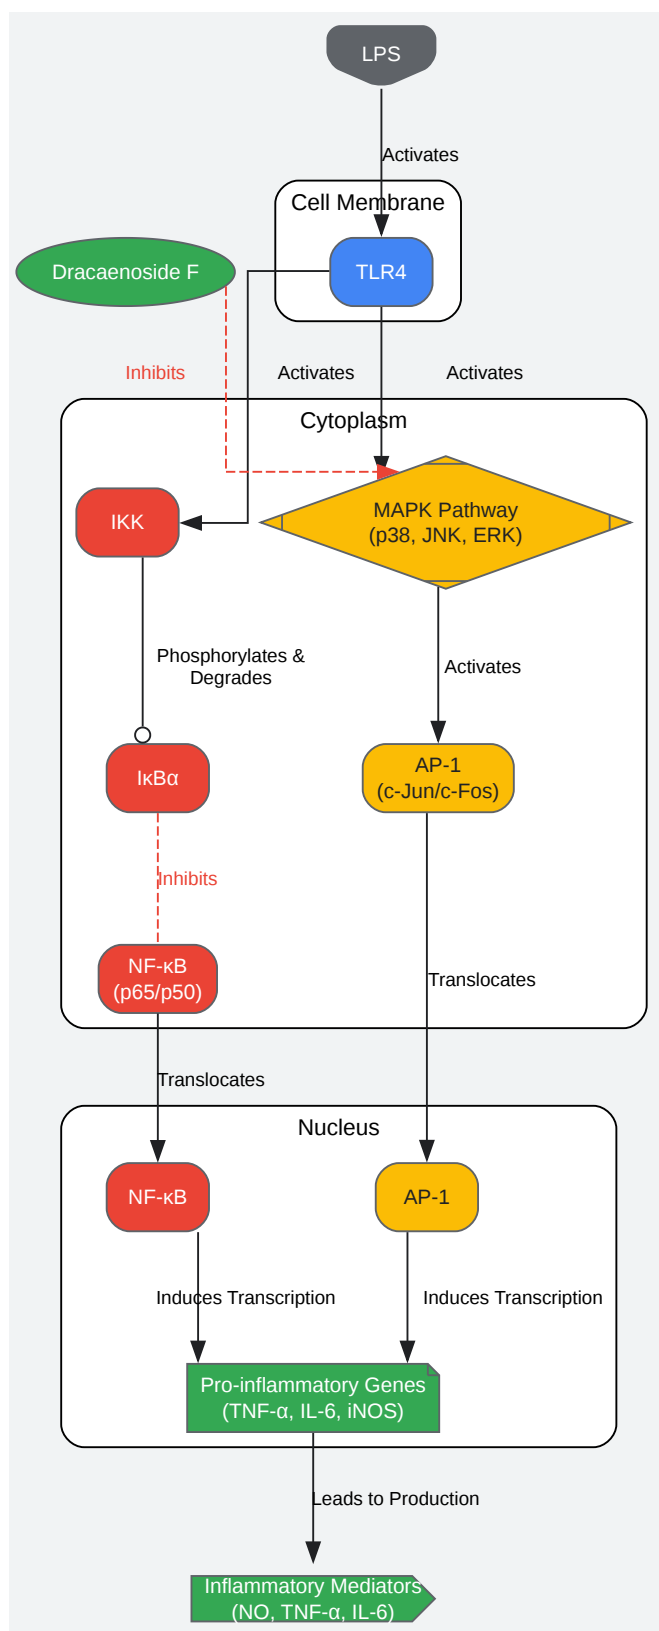 LPS
Activates
Cell Membrane
Dracaenoside F
TLR4
Inhibits
Activates
Activates
Cytoplasm
IKK
MAPK Pathway
(p38, JNK, ERK)
Phosphorylates &
Degrades
Activates
IκBα
AP-1
(c-Jun/c-Fos)
Inhibits
NF-κB
(p65/p50)
Translocates
Translocates
Nucleus
NF-κB
AP-1
Induces Transcription
Induces Transcription
Pro-inflammatory Genes
(TNF-α, IL-6, iNOS)
Leads to Production
Inflammatory Mediators
(NO, TNF-α, IL-6)